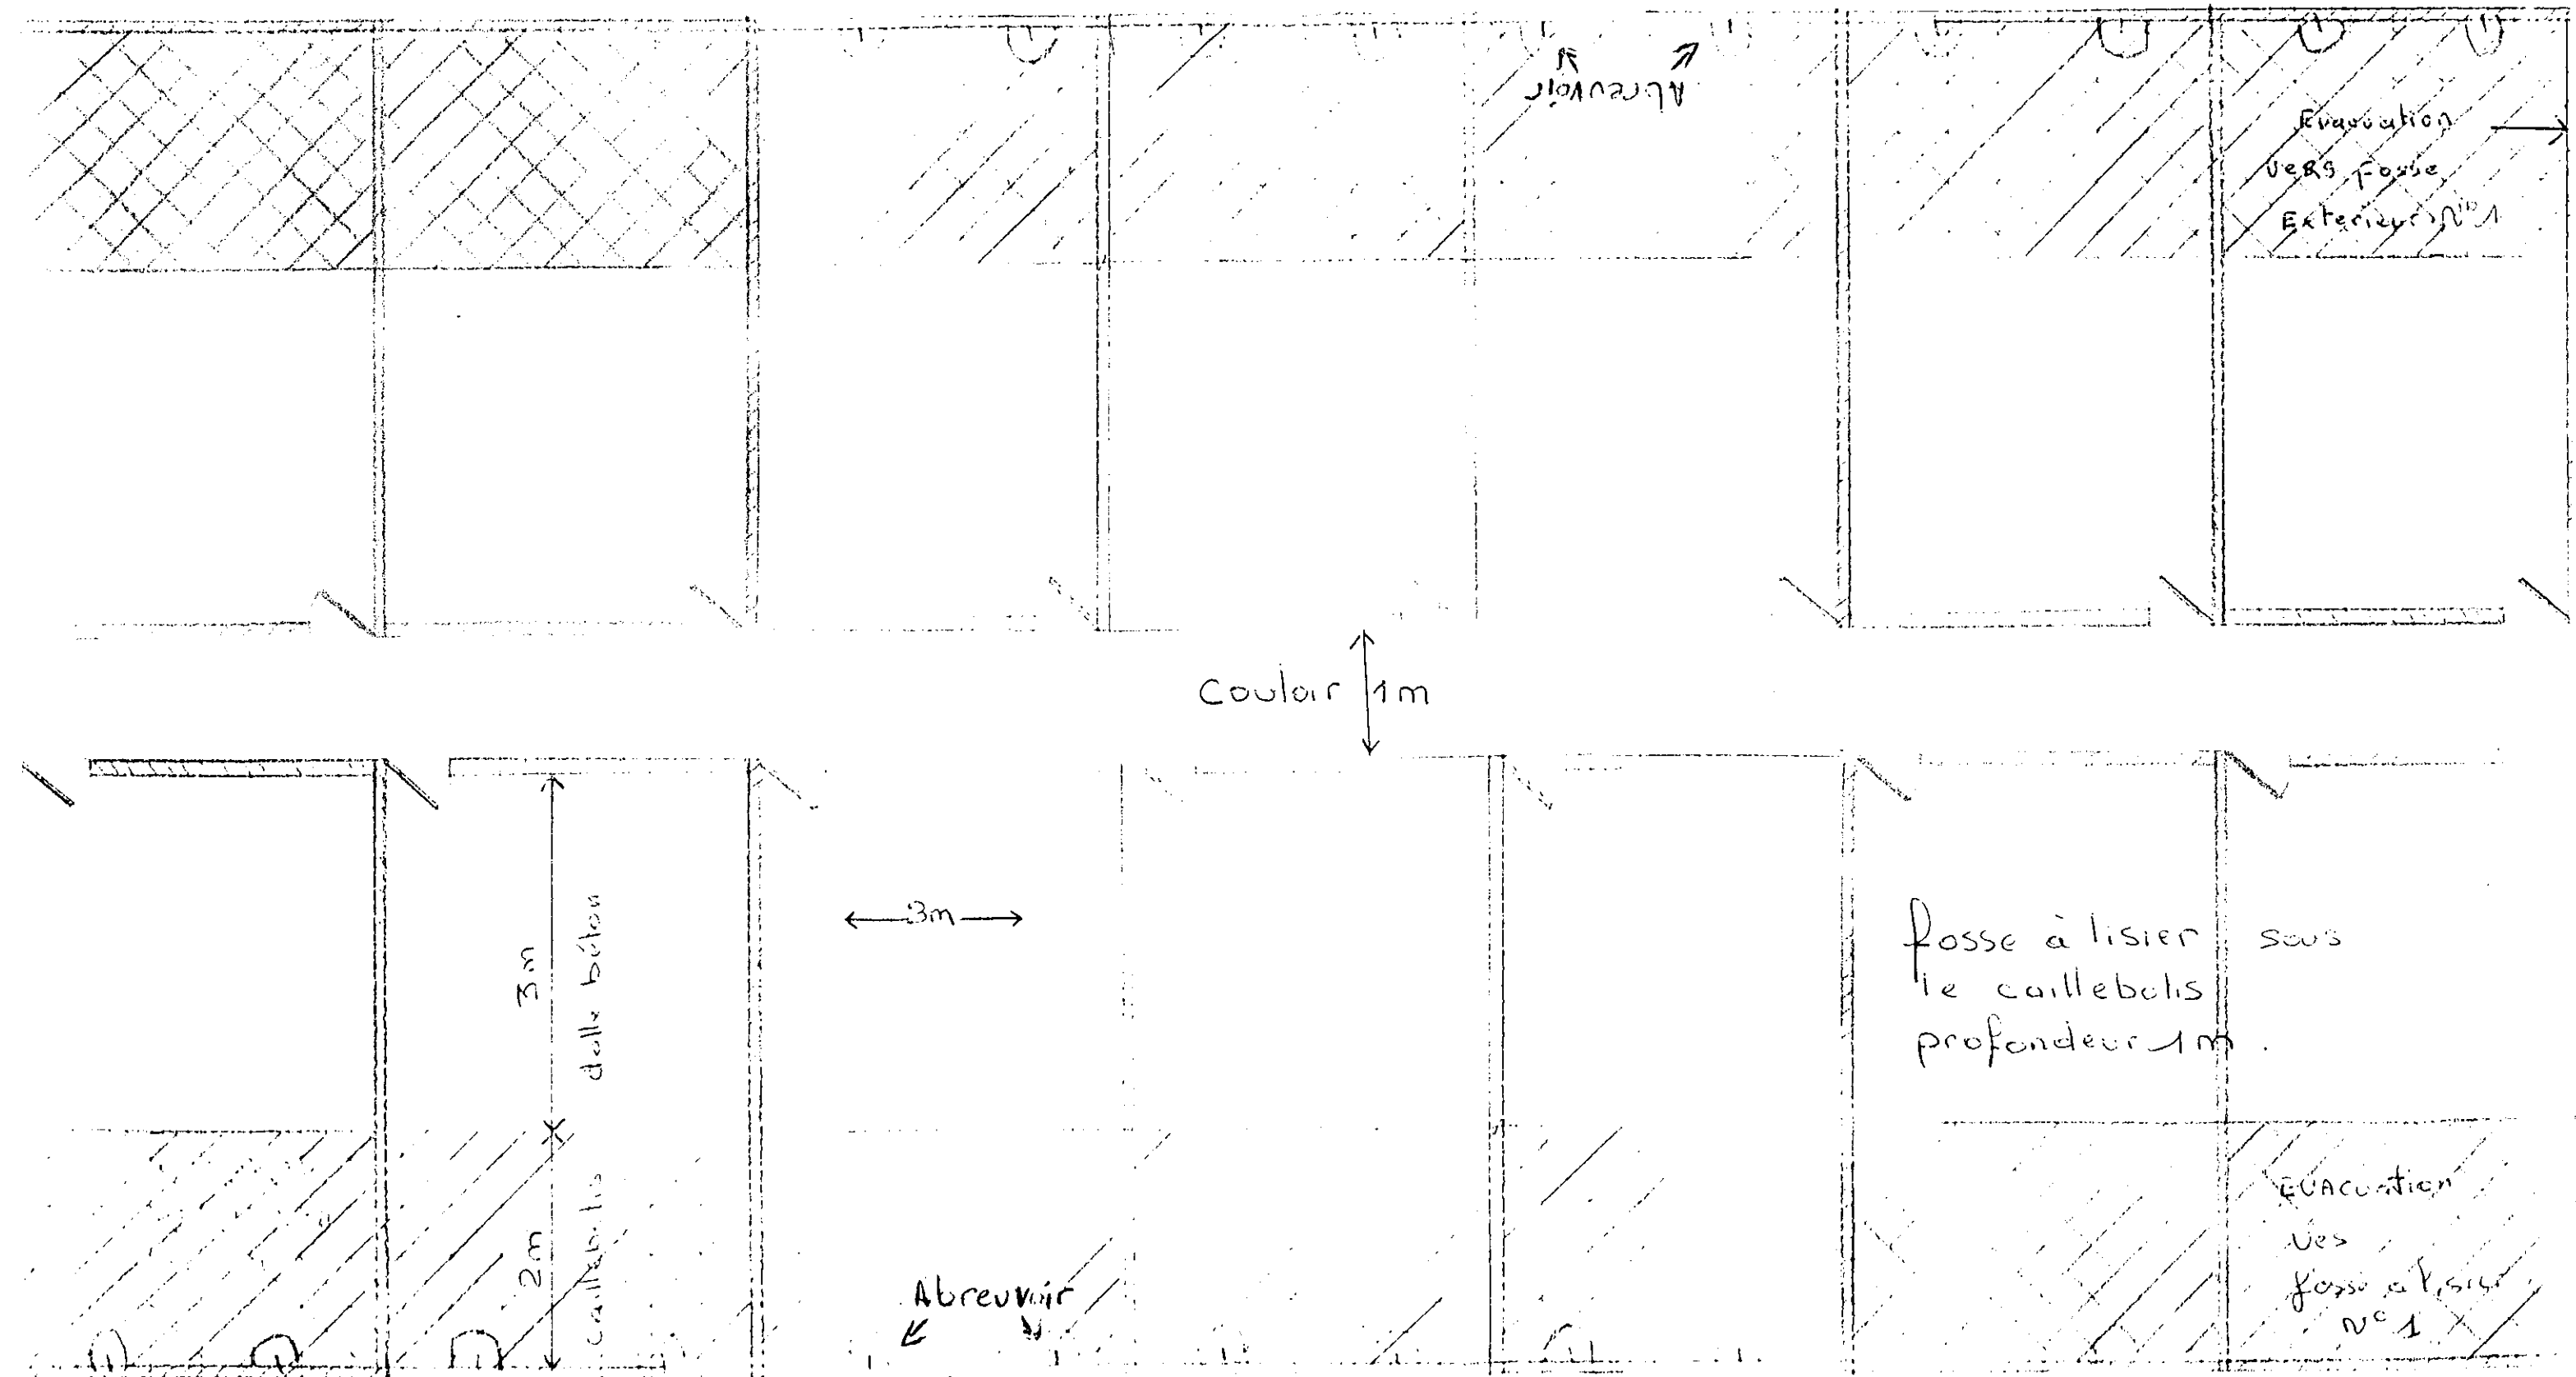 Abreuvoir
Evacuation
vers fosse
Exterieur N° 1
Couloir 1m
3m
dalle béton
3m
fosse à lisier sous
le caillebotis
profondeur 1m.
2m
caillebotis
Abreuvoir
EVACuation
ves
fosse a lisier
N° 1